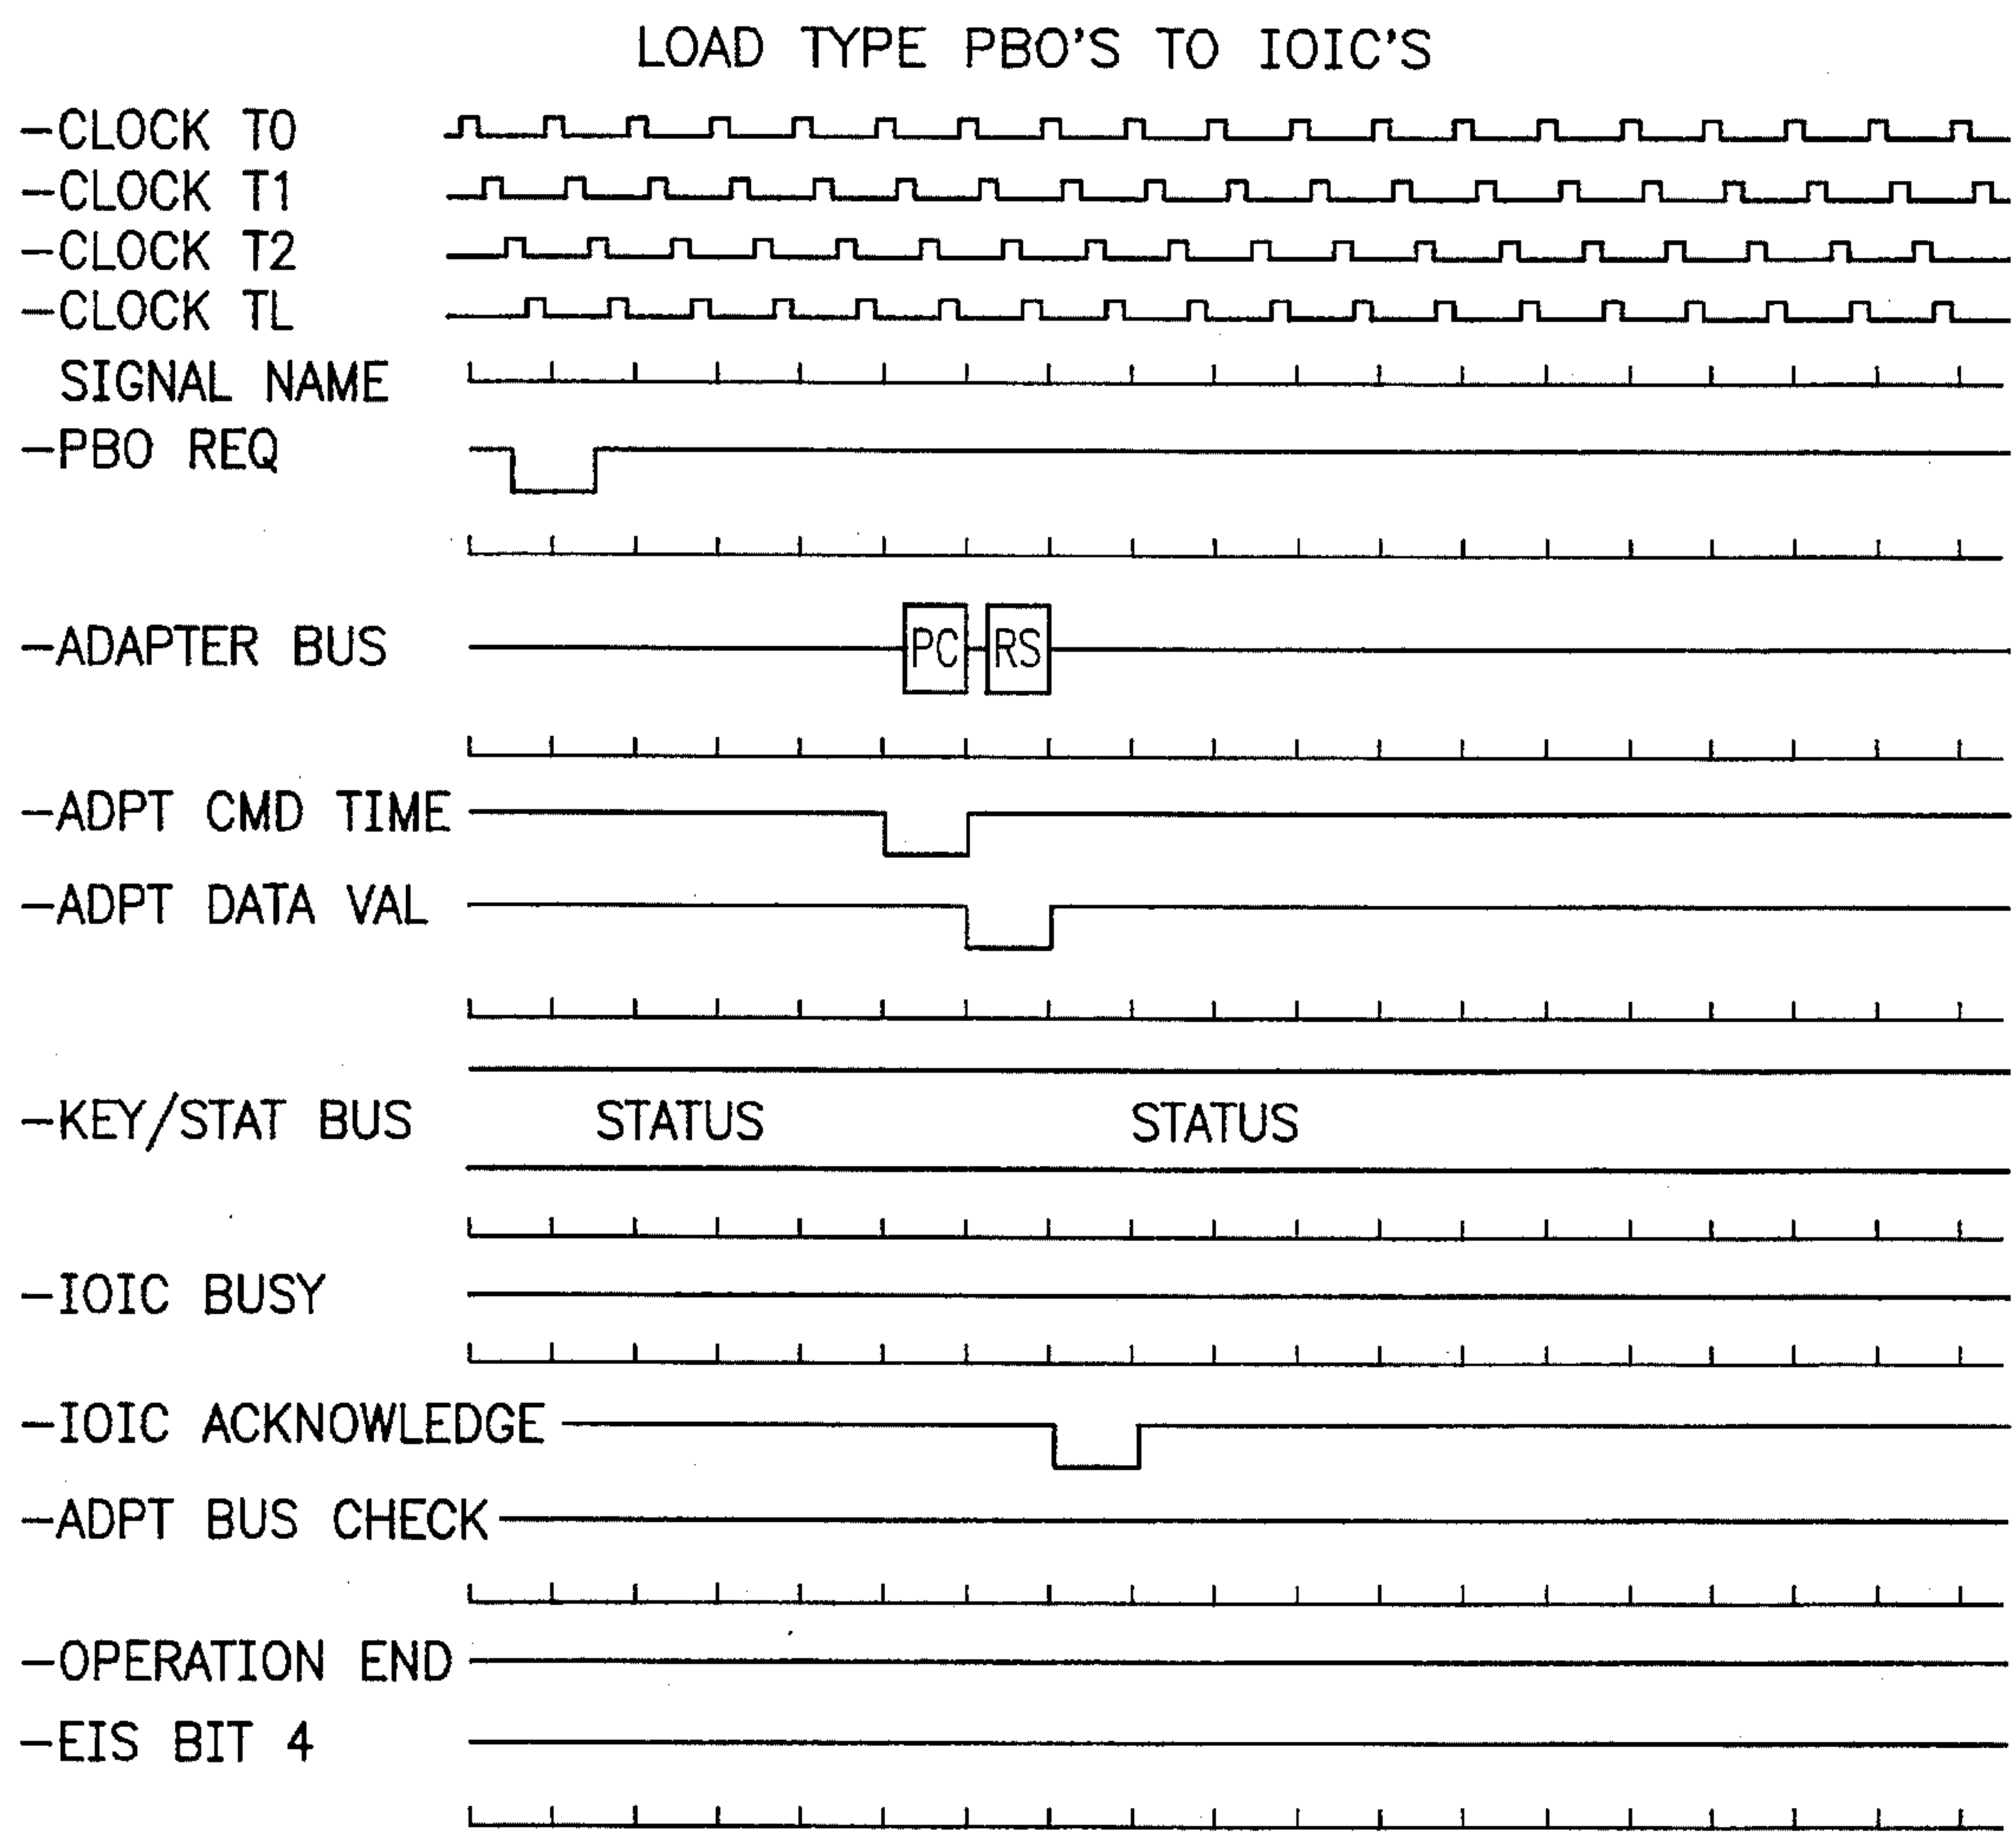 LOAD TYPE PBO'S TO IOIC'S
-CLOCK T0
-CLOCK T1
-CLOCK T2
-CLOCK TL
SIGNAL NAME
-PBO REQ
-ADAPTER BUS PC RS
-ADPT CMD TIME
-ADPT DATA VAL
-KEY/STAT BUS STATUS STATUS
-IOIC BUSY
-IOIC ACKNOWLEDGE
-ADPT BUS CHECK
-OPERATION END
-EIS BIT 4